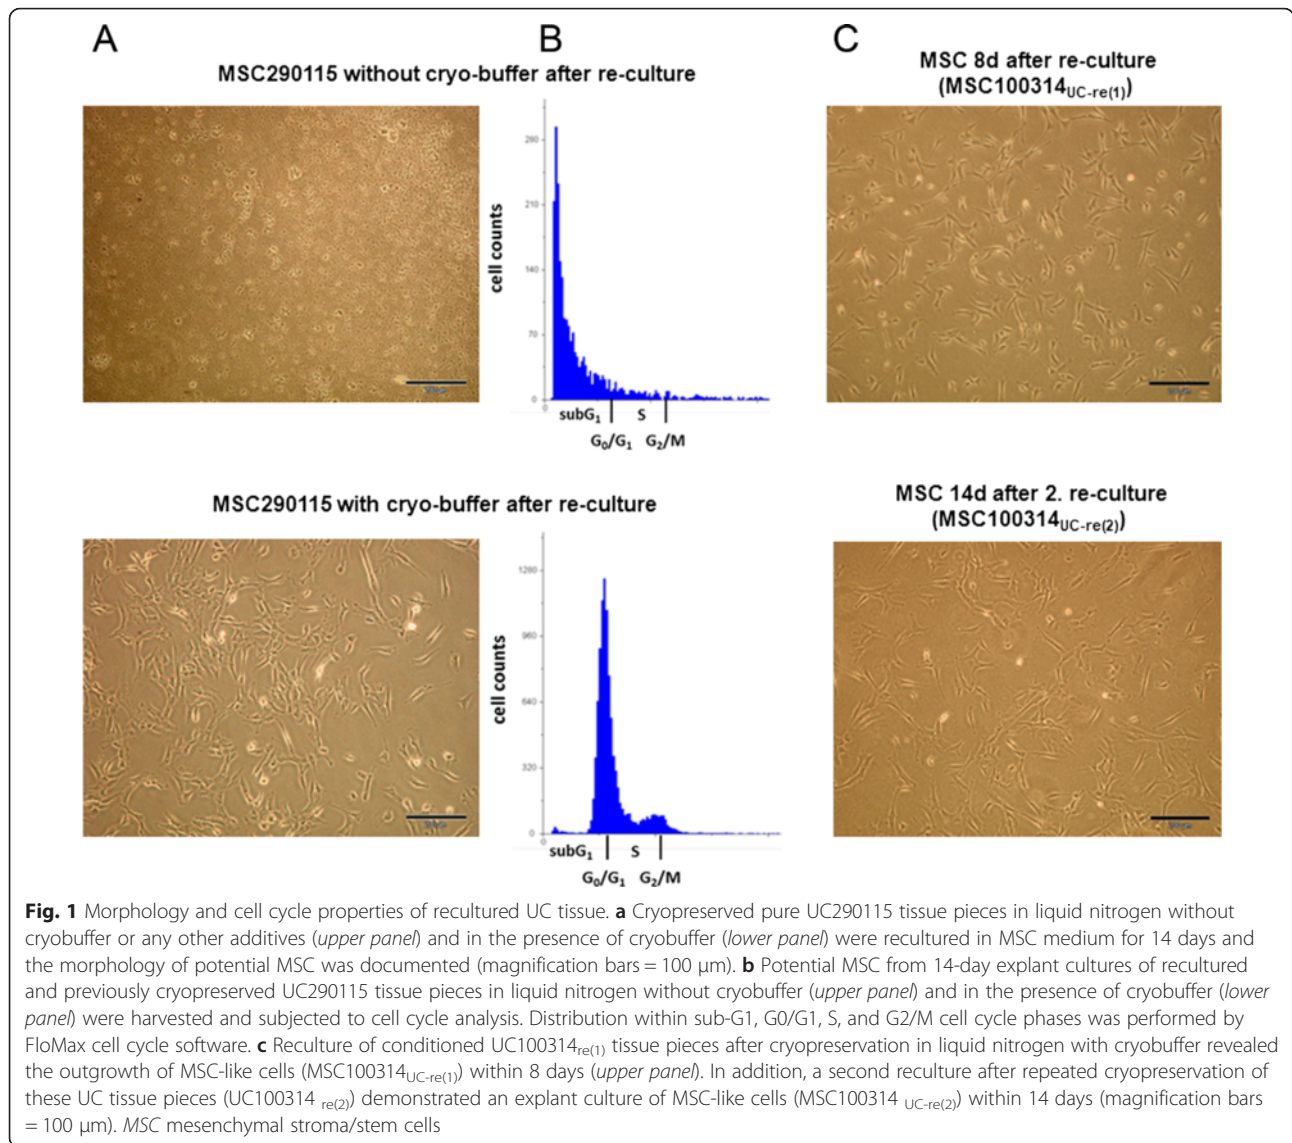 A
B
C
MSC290115 without cryo-buffer after re-culture
MSC 8d after re-culture
(MSC100314UC-re(1))
280
210
140
70
0
cell counts
0
subG1
S
G0/G1
G2/M
MSC290115 with cryo-buffer after re-culture
MSC 14d after 2. re-culture
(MSC100314UC-re(2))
1280
960
640
320
0
cell counts
0
subG1
S
G0/G1
G2/M
Fig. 1 Morphology and cell cycle properties of recultured UC tissue. a Cryopreserved pure UC290115 tissue pieces in liquid nitrogen without
cryobuffer or any other additives (upper panel) and in the presence of cryobuffer (lower panel) were recultured in MSC medium for 14 days and
the morphology of potential MSC was documented (magnification bars = 100 µm). b Potential MSC from 14-day explant cultures of recultured
and previously cryopreserved UC290115 tissue pieces in liquid nitrogen without cryobuffer (upper panel) and in the presence of cryobuffer (lower
panel) were harvested and subjected to cell cycle analysis. Distribution within sub-G1, G0/G1, S, and G2/M cell cycle phases was performed by
FloMax cell cycle software. c Reculture of conditioned UC100314re(1) tissue pieces after cryopreservation in liquid nitrogen with cryobuffer revealed
the outgrowth of MSC-like cells (MSC100314UC-re(1)) within 8 days (upper panel). In addition, a second reculture after repeated cryopreservation of
these UC tissue pieces (UC100314 re(2)) demonstrated an explant culture of MSC-like cells (MSC100314 UC-re(2)) within 14 days (magnification bars
= 100 µm). MSC mesenchymal stroma/stem cells